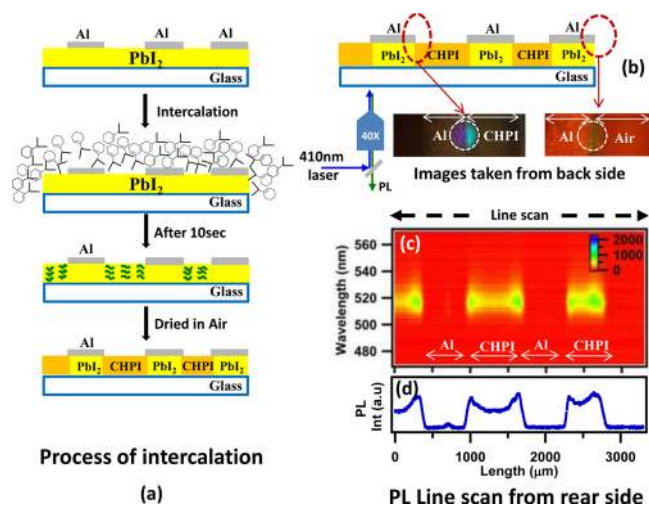 Al Al Al
PbI2
Glass
Intercalation
PbI2
Glass
After 10sec
Al
Glass
Dried in Air
Al
PbI2 CHPI PbI2 CHPI PbI2
Glass
Process of intercalation
(a)
Al Al Al
PbI2 CHPI PbI2 CHPI PbI2
Glass
(b)
40X
410nm
laser
PL
Al CHPI
Al Air
Images taken from back side
Line scan
(c)
2000
1000
0
Wavelength (nm)
560
540
520
500
480
Al CHPI Al CHPI
(d)
PL
Int (a.u)
0 1000 2000 3000
Length (µm)
PL Line scan from rear side